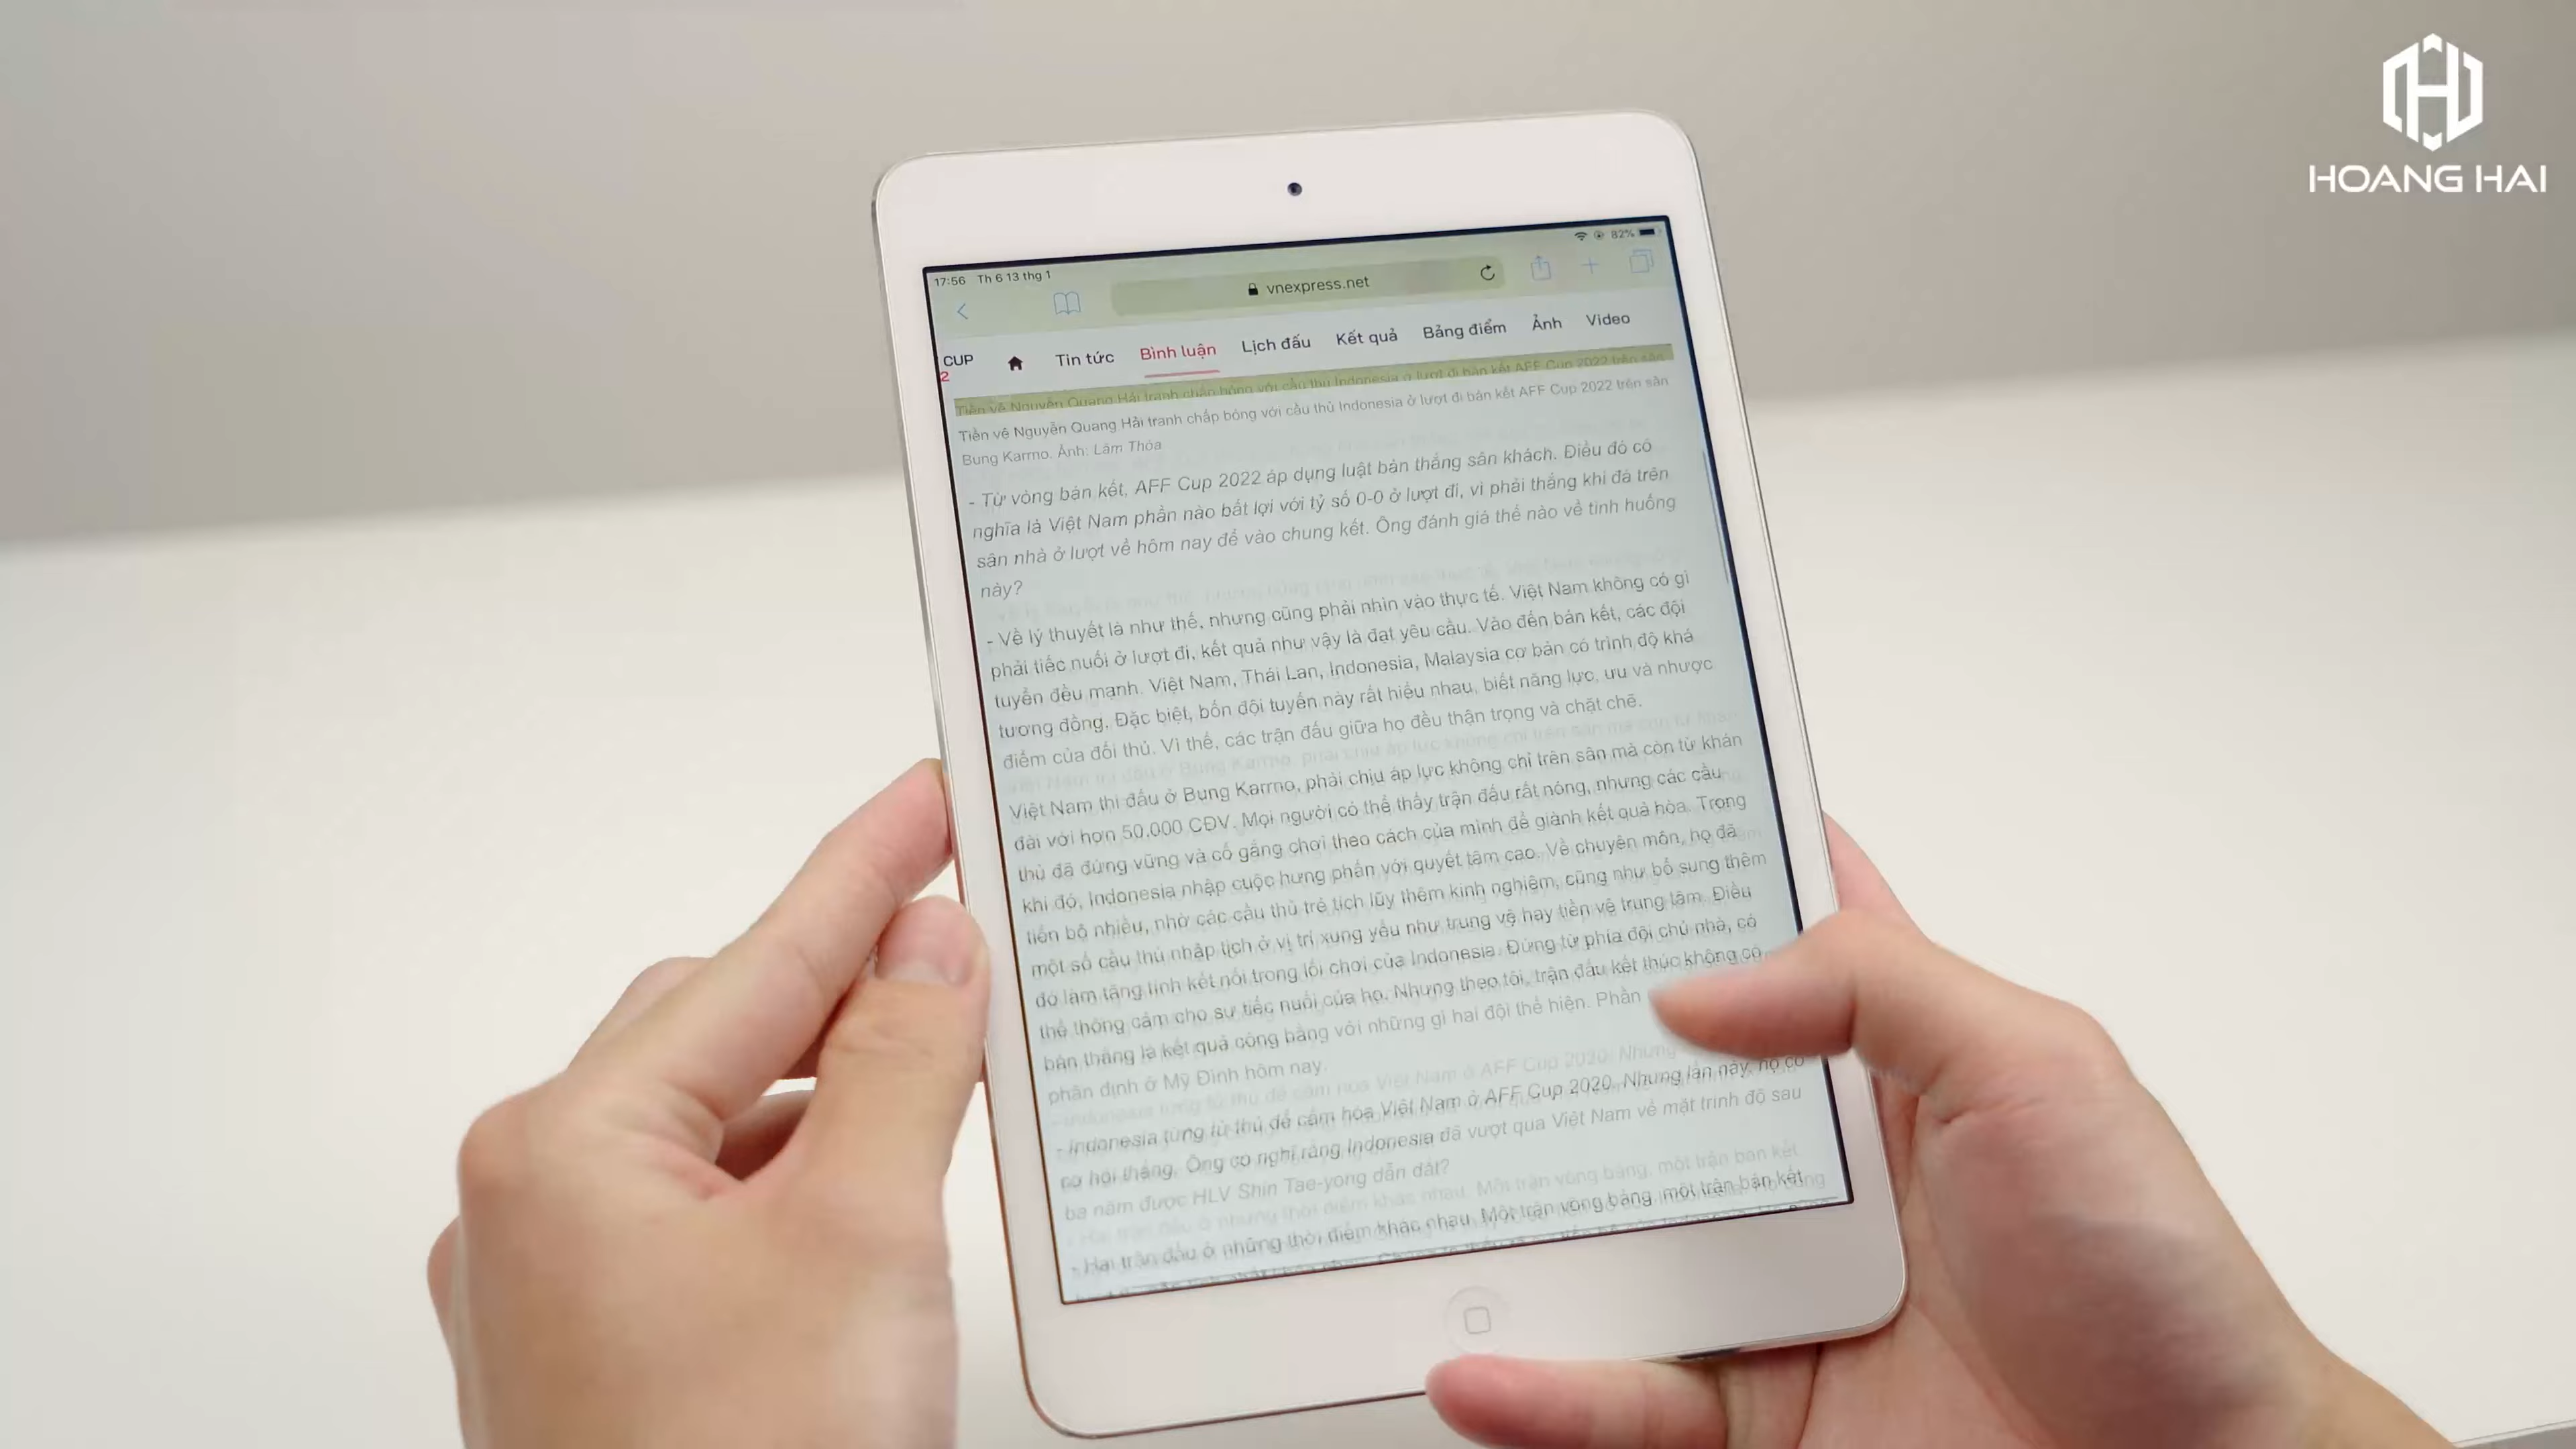 HOANG HAI
17:56 Th 6 13 thg 1
82%
vnexpress.net
CUP
2
Tin tức Bình luận Lịch đấu Kết quả Bảng điểm Ảnh Video
Tiền vệ Nguyễn Quang Hải tranh chấp bóng với cầu thủ Indonesia ở lượt đi bán kết AFF Cup 2022 trên sân
Bung Karno. Ảnh: Lâm Thỏa
- Từ vòng bán kết, AFF Cup 2022 áp dụng luật bàn thắng sân khách. Điều đó có
nghĩa là Việt Nam phần nào bất lợi với tỷ số 0-0 ở lượt đi, vì phải thắng khi đá trên
sân nhà ở lượt về hôm nay để vào chung kết. Ông đánh giá thế nào về tình huống
này?
- Về lý thuyết là như thế, nhưng cũng phải nhìn vào thực tế. Việt Nam không có gì
phải tiếc nuối ở lượt đi, kết quả như vậy là đạt yêu cầu. Vào đến bán kết, các đội
tuyển đều mạnh. Việt Nam, Thái Lan, Indonesia, Malaysia cơ bản có trình độ khá
tương đồng. Đặc biệt, bốn đội tuyển này rất hiểu nhau, biết năng lực, ưu và nhược
điểm của đối thủ. Vì thế, các trận đấu giữa họ đều thận trọng và chặt chẽ.
Việt Nam thi đấu ở Bung Karno, phải chịu áp lực không chỉ trên sân mà còn từ khán
đài với hơn 50.000 CĐV. Mọi người có thể thấy trận đấu rất nóng, nhưng các cầu
thủ đã đứng vững và cố gắng chơi theo cách của mình để giành kết quả hòa. Trong
khi đó, Indonesia nhập cuộc hưng phấn với quyết tâm cao. Về chuyên môn, họ đã
tiến bộ nhiều, nhờ các cầu thủ trẻ tích lũy thêm kinh nghiệm, cũng như bổ sung thêm
một số cầu thủ nhập tịch ở vị trí xung yếu như trung vệ hay tiền vệ trung tâm. Điều
đó làm tăng tính kết nối trong lối chơi của Indonesia. Đứng từ phía đội chủ nhà, có
thể thông cảm cho sự tiếc nuối của họ. Nhưng theo tôi, trận đấu kết thúc không có
bàn thắng là kết quả công bằng với những gì hai đội thể hiện. Phần
phân định ở Mỹ Đình hôm nay.
- Indonesia từng tử thủ để cầm hòa Việt Nam ở AFF Cup 2020. Nhưng lần này, họ có
cơ hội thắng. Ông có nghĩ rằng Indonesia đã vượt qua Việt Nam về mặt trình độ sau
ba năm được HLV Shin Tae-yong dẫn dắt?
- Hai trận đấu ở những thời điểm khác nhau. Một trận vòng bảng, một trận bán kết